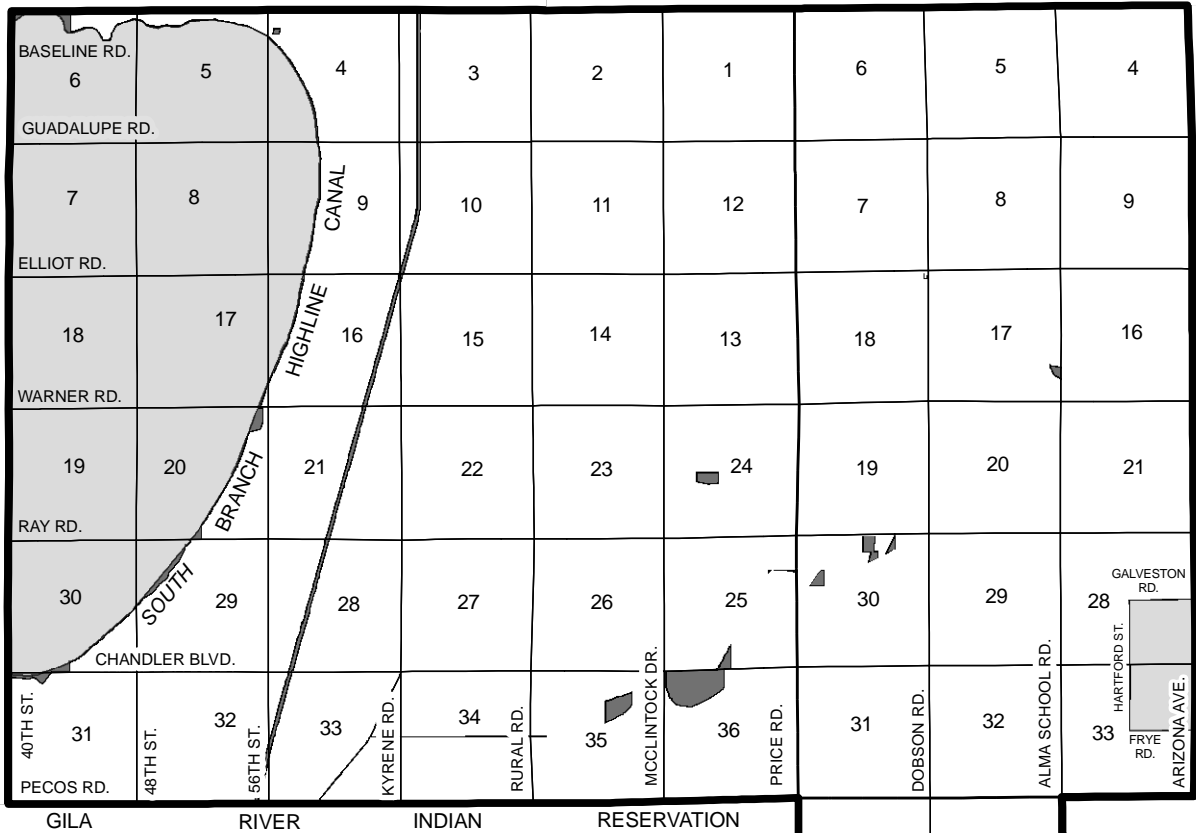 BASELINE RD.
6
5
4
3
2
1
6
5
4
GUADALUPE RD.
7
8
9
10
11
12
7
8
9
CANAL
ELLIOT RD.
18
17
16
15
14
13
18
17
16
HIGHLINE
WARNER RD.
19
20
21
22
23
24
19
20
21
BRANCH
RAY RD.
30
29
28
27
26
25
30
29
28
SOUTH
GALVESTON
RD.
CHANDLER BLVD.
31
32
33
34
35
36
31
32
33
HARTFORD ST.
FRYE
RD.
40TH ST.
48TH ST.
56TH ST.
KYRENE RD.
RURAL RD.
MCCLINTOCK DR.
PRICE RD.
DOBSON RD.
ALMA SCHOOL RD.
ARIZONA AVE.
PECOS RD.
GILA RIVER INDIAN RESERVATION